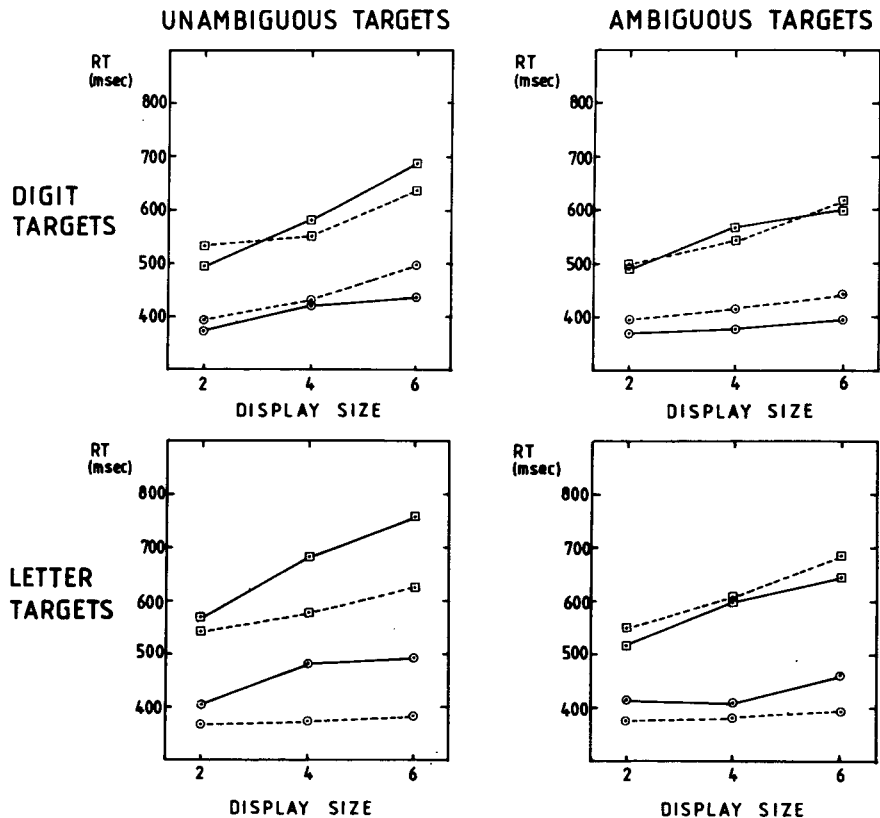 UNAMBIGUOUS TARGETS
AMBIGUOUS TARGETS
DIGIT
TARGETS
RT
(msec)
800
700
600
500
400
2 4 6
DISPLAY SIZE
RT
(msec)
800
700
600
500
400
2 4 6
DISPLAY SIZE
LETTER
TARGETS
RT
(msec)
800
700
600
500
400
2 4 6
DISPLAY SIZE
RT
(msec)
800
700
600
500
400
2 4 6
DISPLAY SIZE